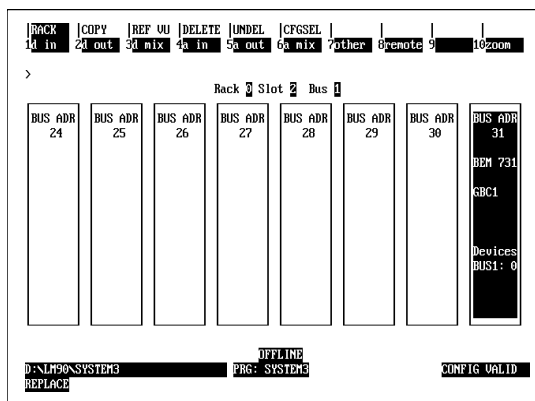 RACK COPY REF VU DELETE UNDEL CFGSEL
1d in 2d out 3d mix 4a in 5a out 6a mix 7other 8remote 9 10zoom
>
Rack 0 Slot 2 Bus 1
BUS ADR BUS ADR BUS ADR BUS ADR BUS ADR BUS ADR BUS ADR BUS ADR
24 25 26 27 28 29 30 31
BEM 731
GBC1
Devices
BUS1: 0
OFFLINE
D:\LM90\SYSTEM3 PRG: SYSTEM3 CONFIG VALID
REPLACE